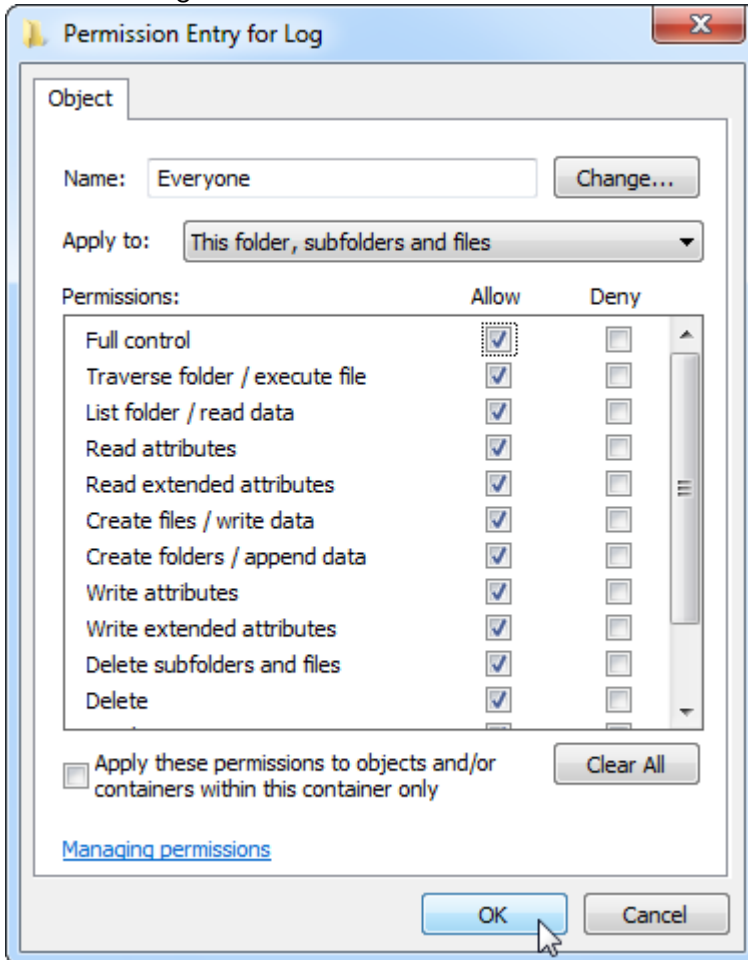 Permission Entry for Log
Object
Name: Everyone Change...
Apply to: This folder, subfolders and files
Permissions: Allow Deny
Full control
Traverse folder / execute file
List folder / read data
Read attributes
Read extended attributes
Create files / write data
Create folders / append data
Write attributes
Write extended attributes
Delete subfolders and files
Delete
Apply these permissions to objects and/or
containers within this container only
Clear All
Managing permissions
OK Cancel